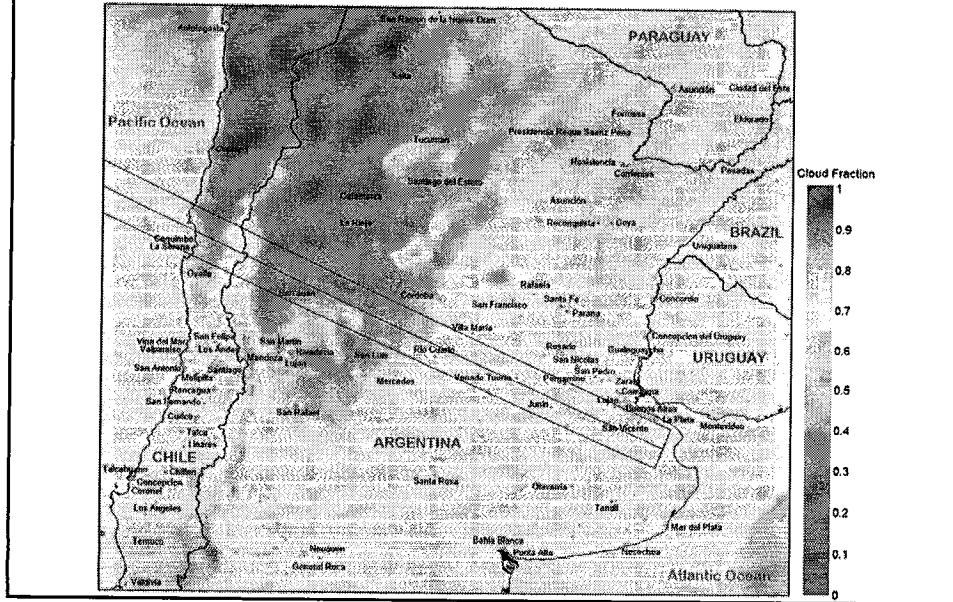 San Ramon de la Nueva Oran
Antofagasta
PARAGUAY
Salta
Asunción
Ciudad del Este
Pacific Ocean
Formosa
Eldorado
Presidencia Roque Saenz Pena
Tucuman
Resistencia
Corrientes
Posadas
Cloud Fraction
Santiago del Estero
1
Catamarca
Asunción
La Rioja
Reconquista
Goya
0.9
BRAZIL
Coquimbo
La Serena
Uruguaiana
Ovalle
0.8
Rafaela
Cordoba
San Francisco
Santa Fe
Concordia
Parana
0.7
Villa Maria
Vina del Mar
San Felipe
San Martin
Concepcion del Uruguay
Valparaiso
Los Andes
Mendoza
Lujan
San Luis
Rio Cuarto
Rosario
Gualeguaychu
0.6
San Nicolas
URUGUAY
San Antonio
Santiago
San Pedro
Melipilla
Mercedes
Venado Tuerto
Pergamino
Zarate
Rancagua
Campana
0.5
San Fernando
Junin
Lujan
Buenos Aires
San Rafael
La Plata
Curico
Montevideo
San Vicente
0.4
Talca
Linares
ARGENTINA
CHILE
Talcahuano
Chillan
0.3
Concepcion
Santa Rosa
Olavarria
Coronel
Los Angeles
Tandil
0.2
Mar del Plata
Temuco
Bahia Blanca
Neuquen
Punta Alta
Necochea
0.1
General Roca
Atlantic Ocean
Valdivia
0